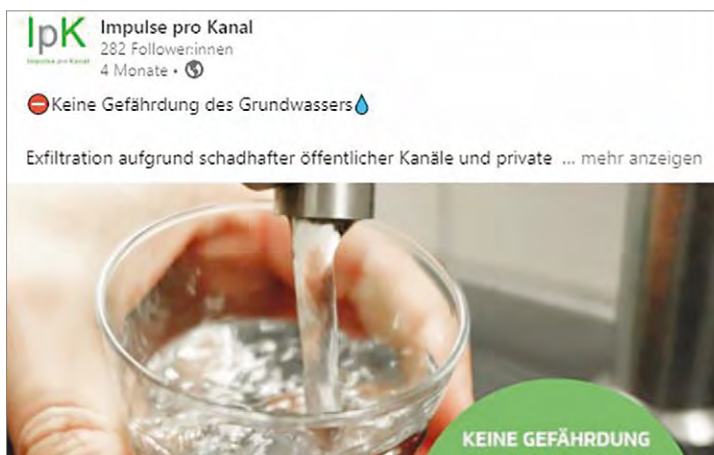 IpK
Impulse pro Kanal
Impulse pro Kanal
282 Follower:innen
4 Monate •
⛔Keine Gefährdung des Grundwassers💧
Exfiltration aufgrund schadhafter öffentlicher Kanäle und private ... mehr anzeigen
KEINE GEFÄHRDUNG